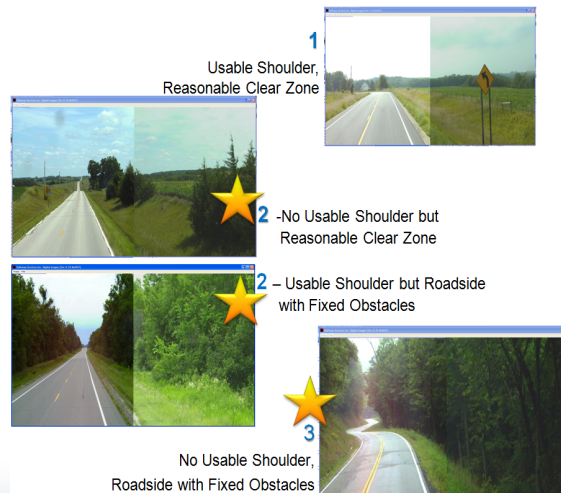 1
Usable Shoulder,
Reasonable Clear Zone
2 -No Usable Shoulder but
Reasonable Clear Zone
2 – Usable Shoulder but Roadside
with Fixed Obstacles
3
No Usable Shoulder,
Roadside with Fixed Obstacles